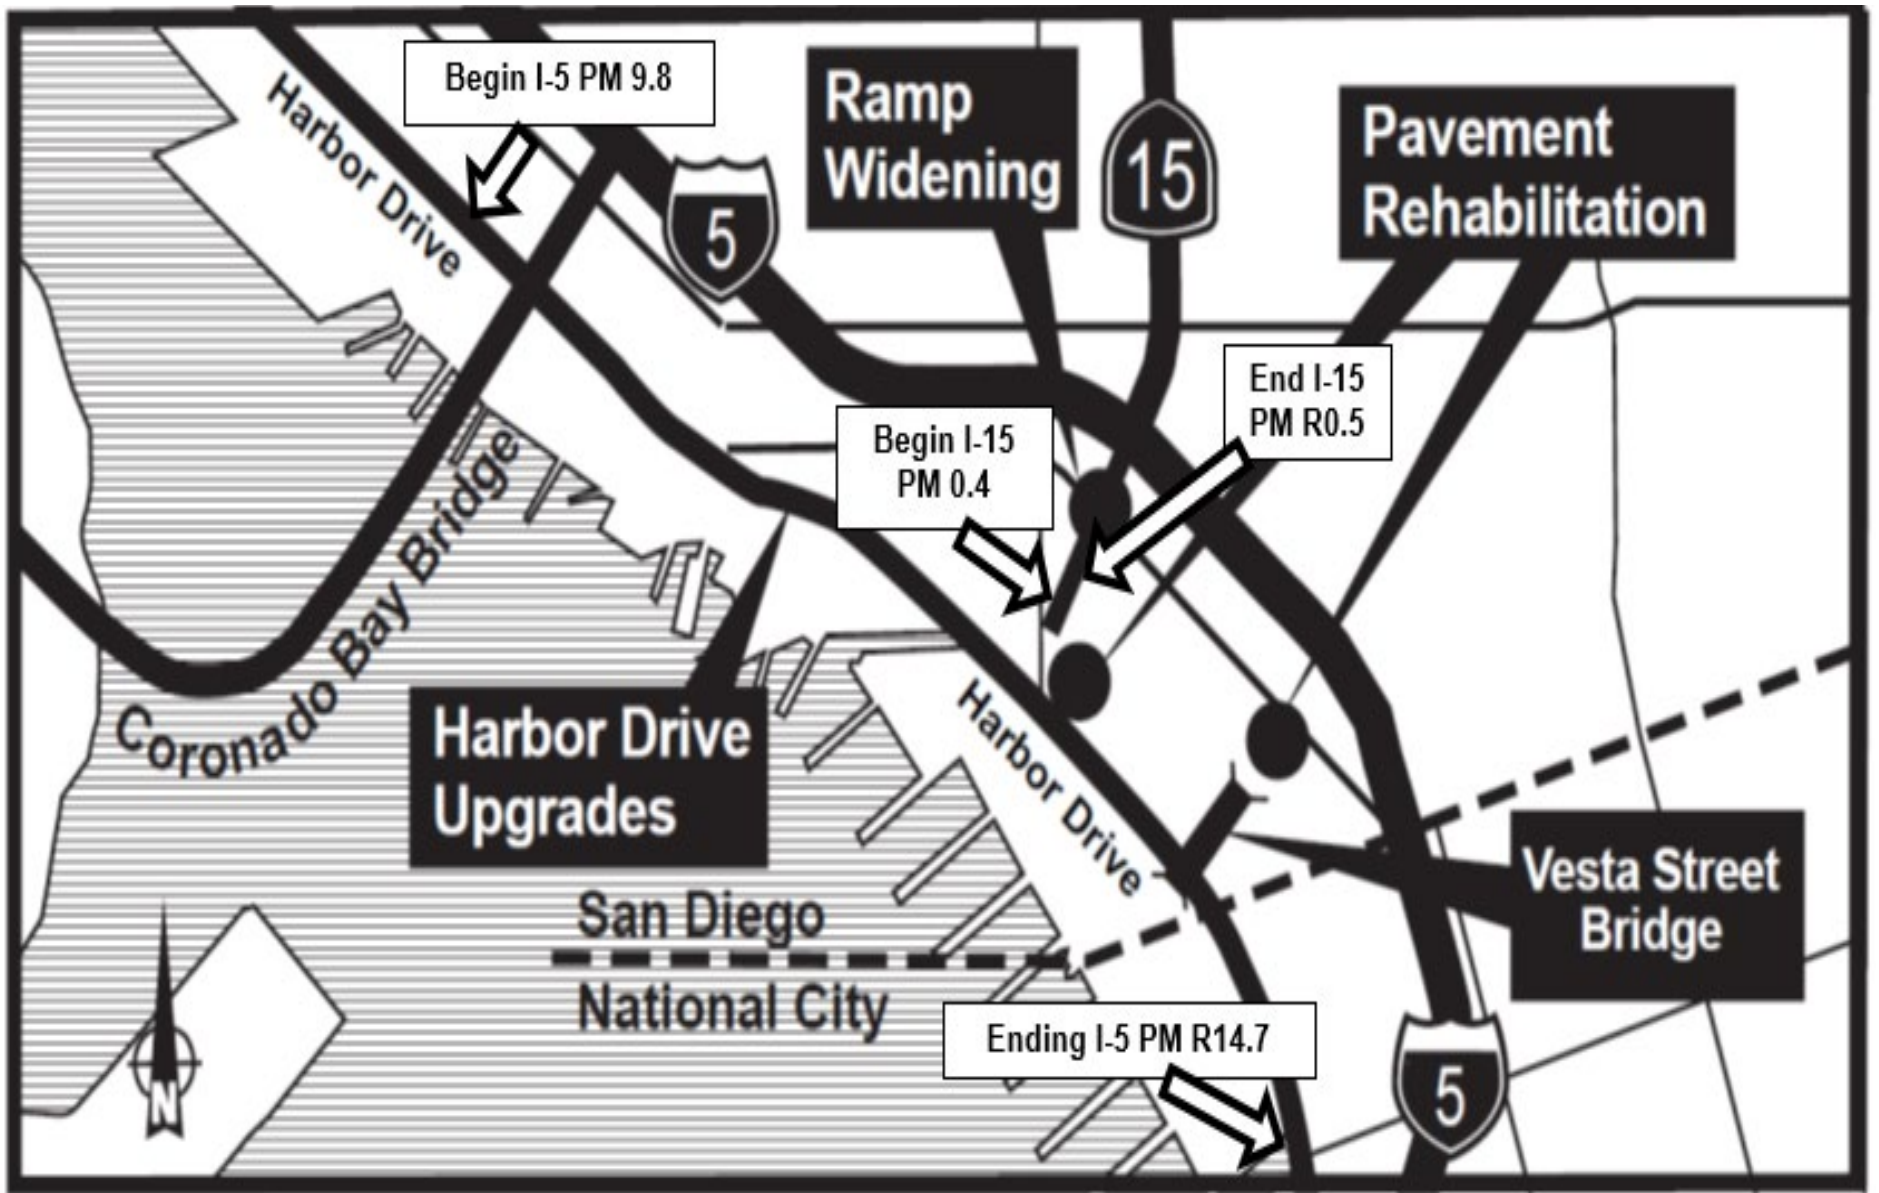 Harbor Drive
Begin I-5 PM 9.8
5
Ramp
Widening
15
Pavement
Rehabilitation
End I-15
PM R0.5
Begin I-15
PM 0.4
Coronado Bay Bridge
Harbor Drive
Upgrades
Harbor Drive
Vesta Street
Bridge
San Diego
National City
Ending I-5 PM R14.7
5
N